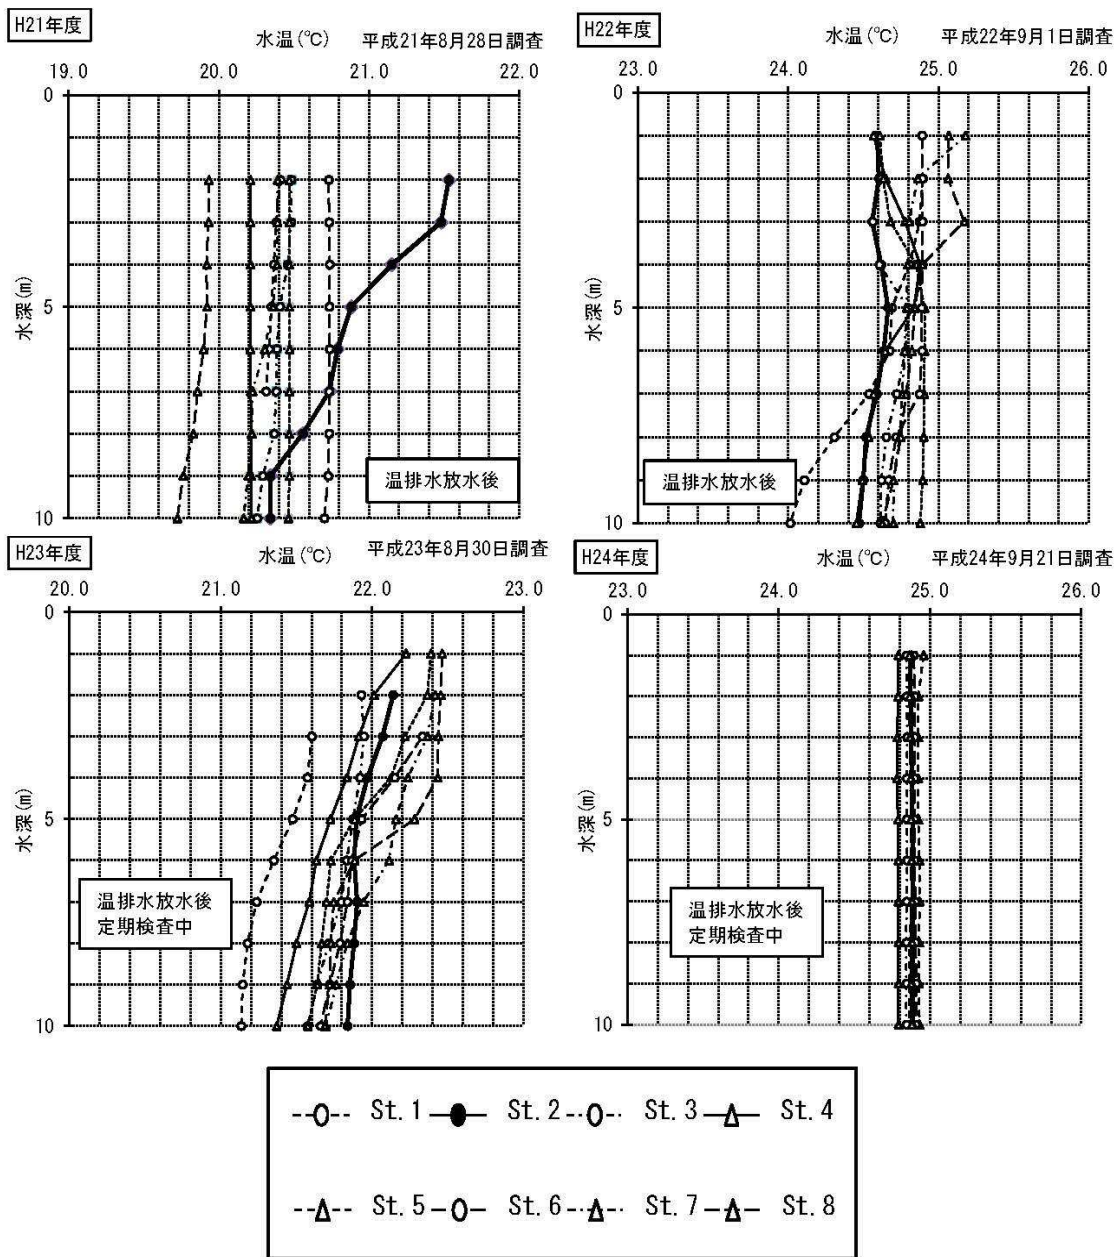 H21年度
水温(℃) 平成21年8月28日調査
19.0 20.0 21.0 22.0
0
5
10
水深(m)
温排水放水後
H22年度
水温(℃) 平成22年9月1日調査
23.0 24.0 25.0 26.0
0
5
10
水深(m)
温排水放水後
H23年度
水温(℃) 平成23年8月30日調査
20.0 21.0 22.0 23.0
0
5
10
水深(m)
温排水放水後
定期検査中
H24年度
水温(℃) 平成24年9月21日調査
23.0 24.0 25.0 26.0
0
5
10
水深(m)
温排水放水後
定期検査中
St.1 St.2 St.3 St.4
St.5 St.6 St.7 St.8